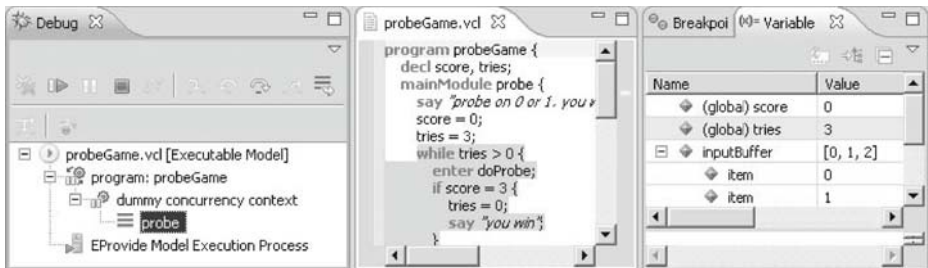 Debug
probeGame.vcl [Executable Model]
program: probeGame
dummy concurrency context
probe
EProvide Model Execution Process
probeGame.vcl
program probeGame {
decl score, tries;
mainModule probe {
say "probe on 0 or 1. you
score = 0;
tries = 3;
while tries > 0 {
enter doProbe;
if score = 3 {
tries = 0;
say "you win";
}
Breakpoi (x)= Variable
Name Value
(global) score 0
(global) tries 3
inputBuffer [0, 1, 2]
item 0
item 1